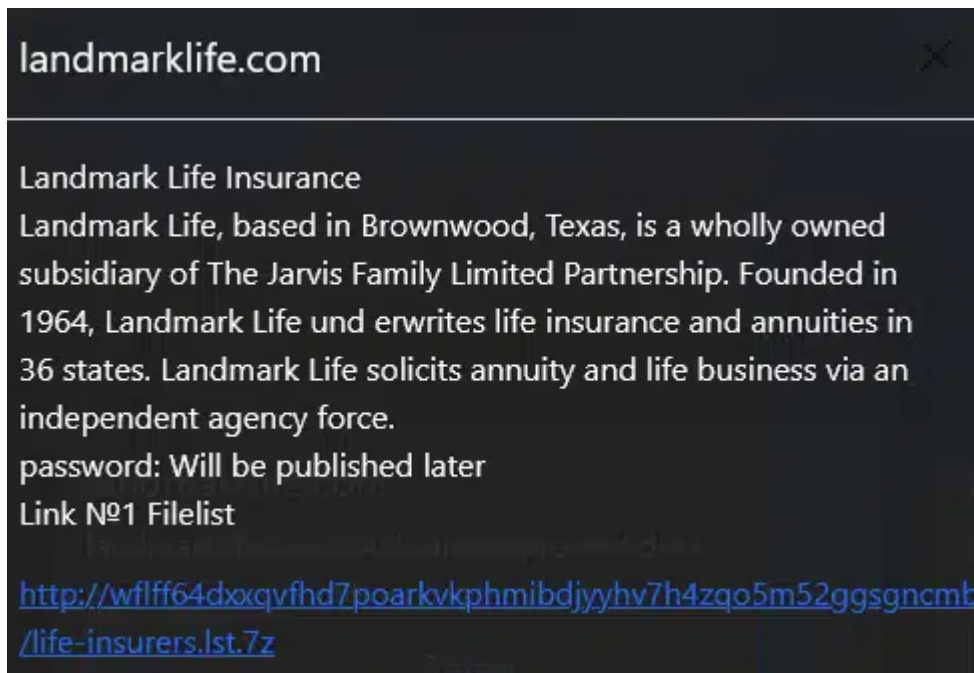 landmarklife.com
Landmark Life Insurance
Landmark Life, based in Brownwood, Texas, is a wholly owned
subsidiary of The Jarvis Family Limited Partnership. Founded in
1964, Landmark Life und erwrites life insurance and annuities in
36 states. Landmark Life solicits annuity and life business via an
independent agency force.
password: Will be published later
Link №1 Filelist
http://wflff64dxxqvfhd7poarkvkphmibdjyyhv7h4zqo5m52ggsgncmb
/life-insurers.lst.7z